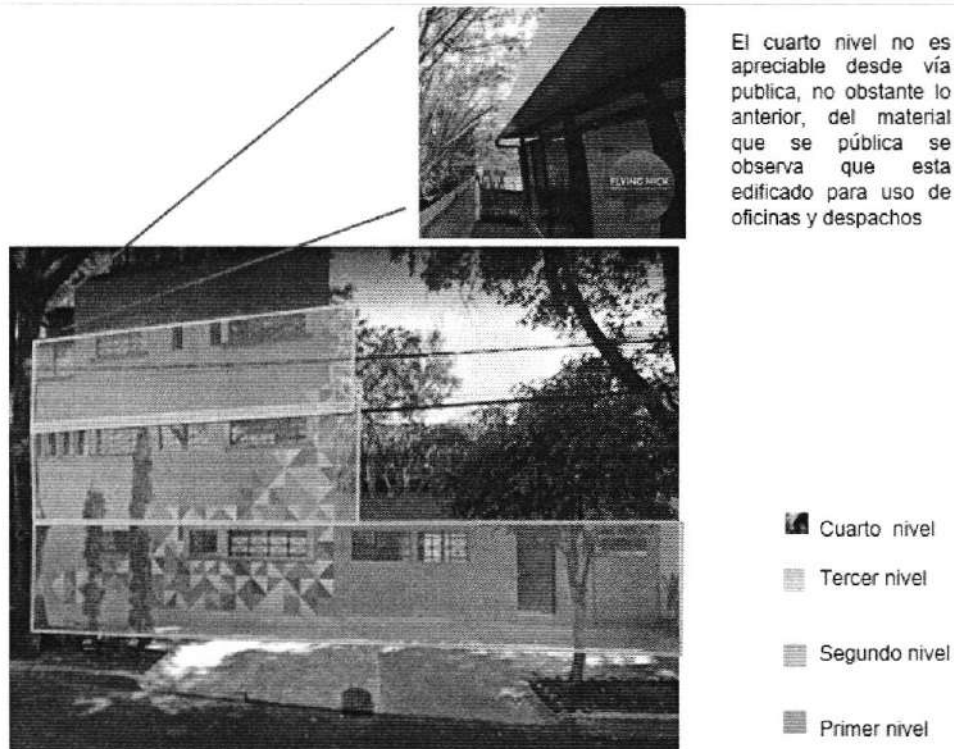 El cuarto nivel no es
apreciable desde vía
publica, no obstante lo
anterior, del material
que se pública se
observa que esta
edificado para uso de
oficinas y despachos
FLYING NICK
Cuarto nivel
Tercer nivel
Segundo nivel
Primer nivel